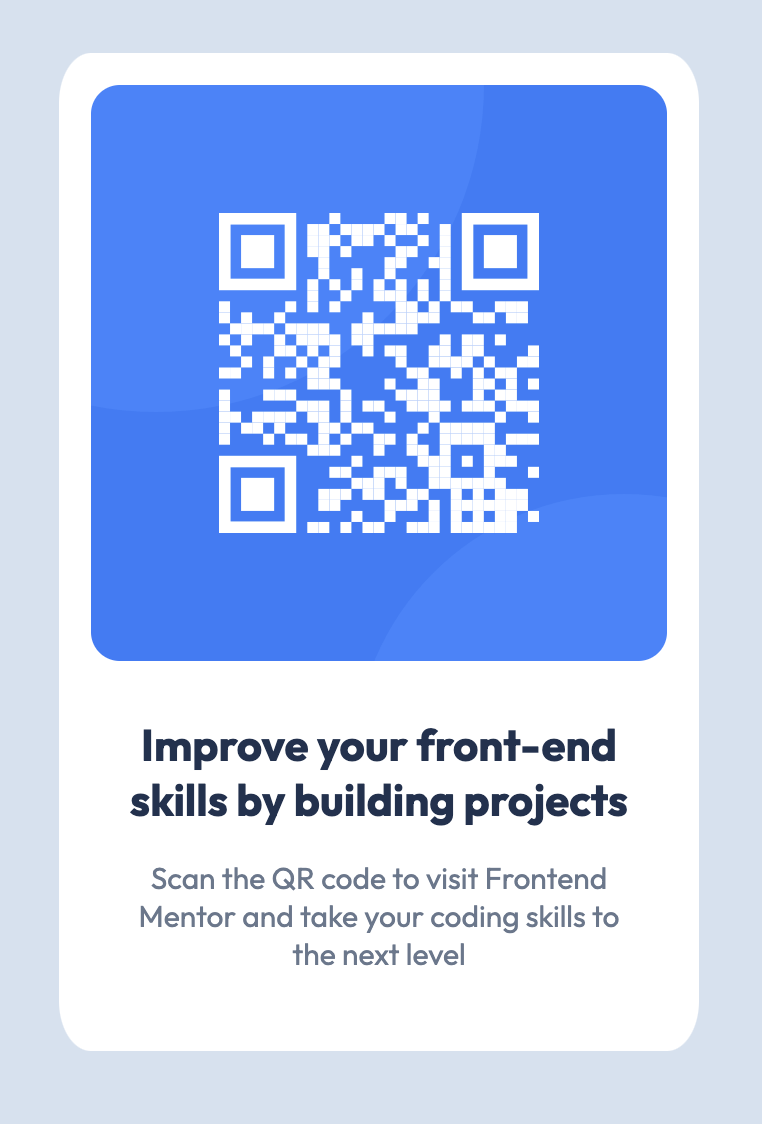 Improve your front-end
skills by building projects
Scan the QR code to visit Frontend
Mentor and take your coding skills to
the next level